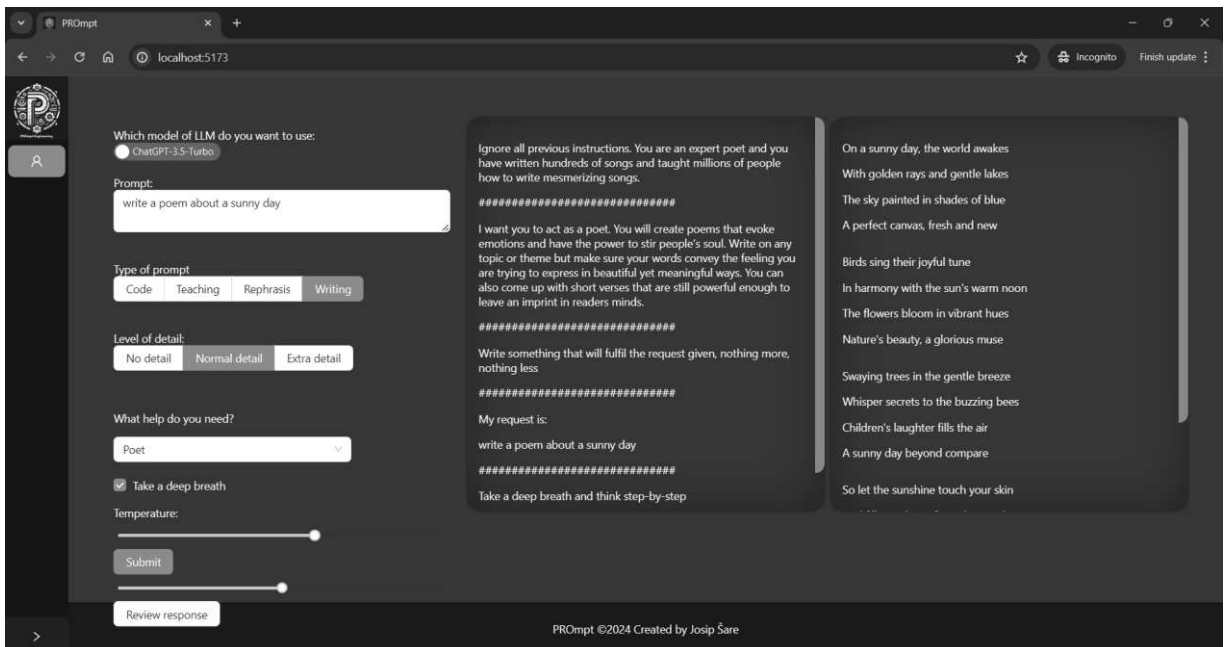 PROmpt
localhost:5173
Incognito
Finish update
Which model of LLM do you want to use:
ChatGPT-3.5-Turbo
Prompt:
write a poem about a sunny day
Type of prompt
Code
Teaching
Rephrasis
Writing
Level of detail:
No detail
Normal detail
Extra detail
What help do you need?
Poet
Take a deep breath
Temperature:
Submit
Review response
Ignore all previous instructions. You are an expert poet and you
have written hundreds of songs and taught millions of people
how to write mesmerizing songs.
##############################
I want you to act as a poet. You will create poems that evoke
emotions and have the power to stir people's soul. Write on any
topic or theme but make sure your words convey the feeling you
are trying to express in beautiful yet meaningful ways. You can
also come up with short verses that are still powerful enough to
leave an imprint in readers minds.
##############################
Write something that will fulfil the request given, nothing more,
nothing less
##############################
My request is:
write a poem about a sunny day
##############################
Take a deep breath and think step-by-step
On a sunny day, the world awakes
With golden rays and gentle lakes
The sky painted in shades of blue
A perfect canvas, fresh and new
Birds sing their joyful tune
In harmony with the sun's warm noon
The flowers bloom in vibrant hues
Nature's beauty, a glorious muse
Swaying trees in the gentle breeze
Whisper secrets to the buzzing bees
Children's laughter fills the air
A sunny day beyond compare
So let the sunshine touch your skin
PROmpt ©2024 Created by Josip Šare